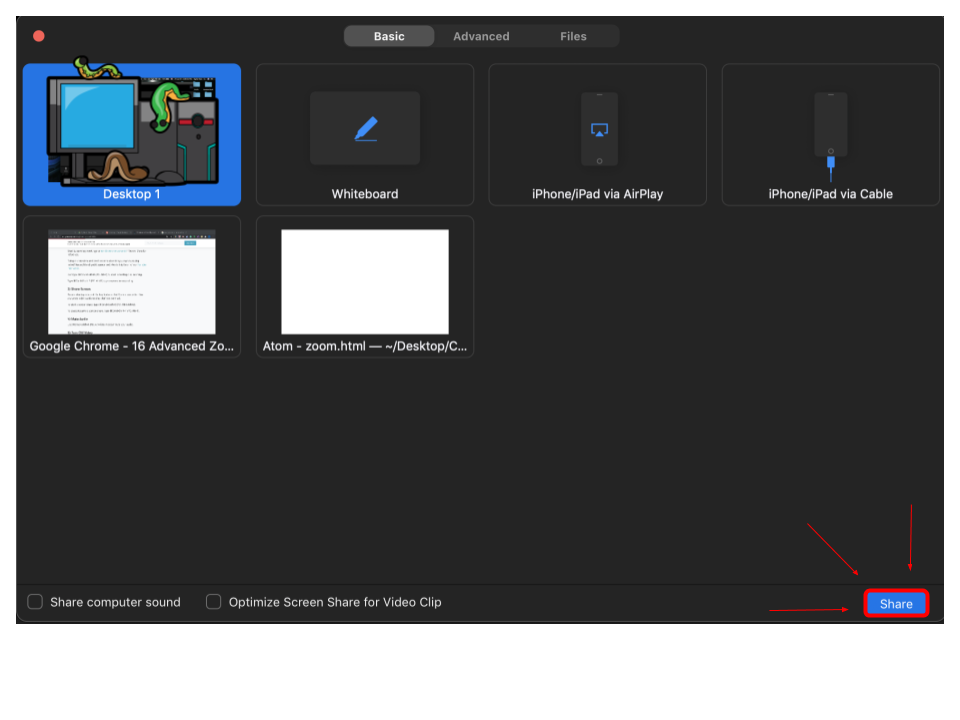 Basic
Advanced
Files
Desktop 1
Whiteboard
iPhone/iPad via AirPlay
iPhone/iPad via Cable
Google Chrome - 16 Advanced Zo...
Atom - zoom.html — ~/Desktop/C...
Share computer sound
Optimize Screen Share for Video Clip
Share